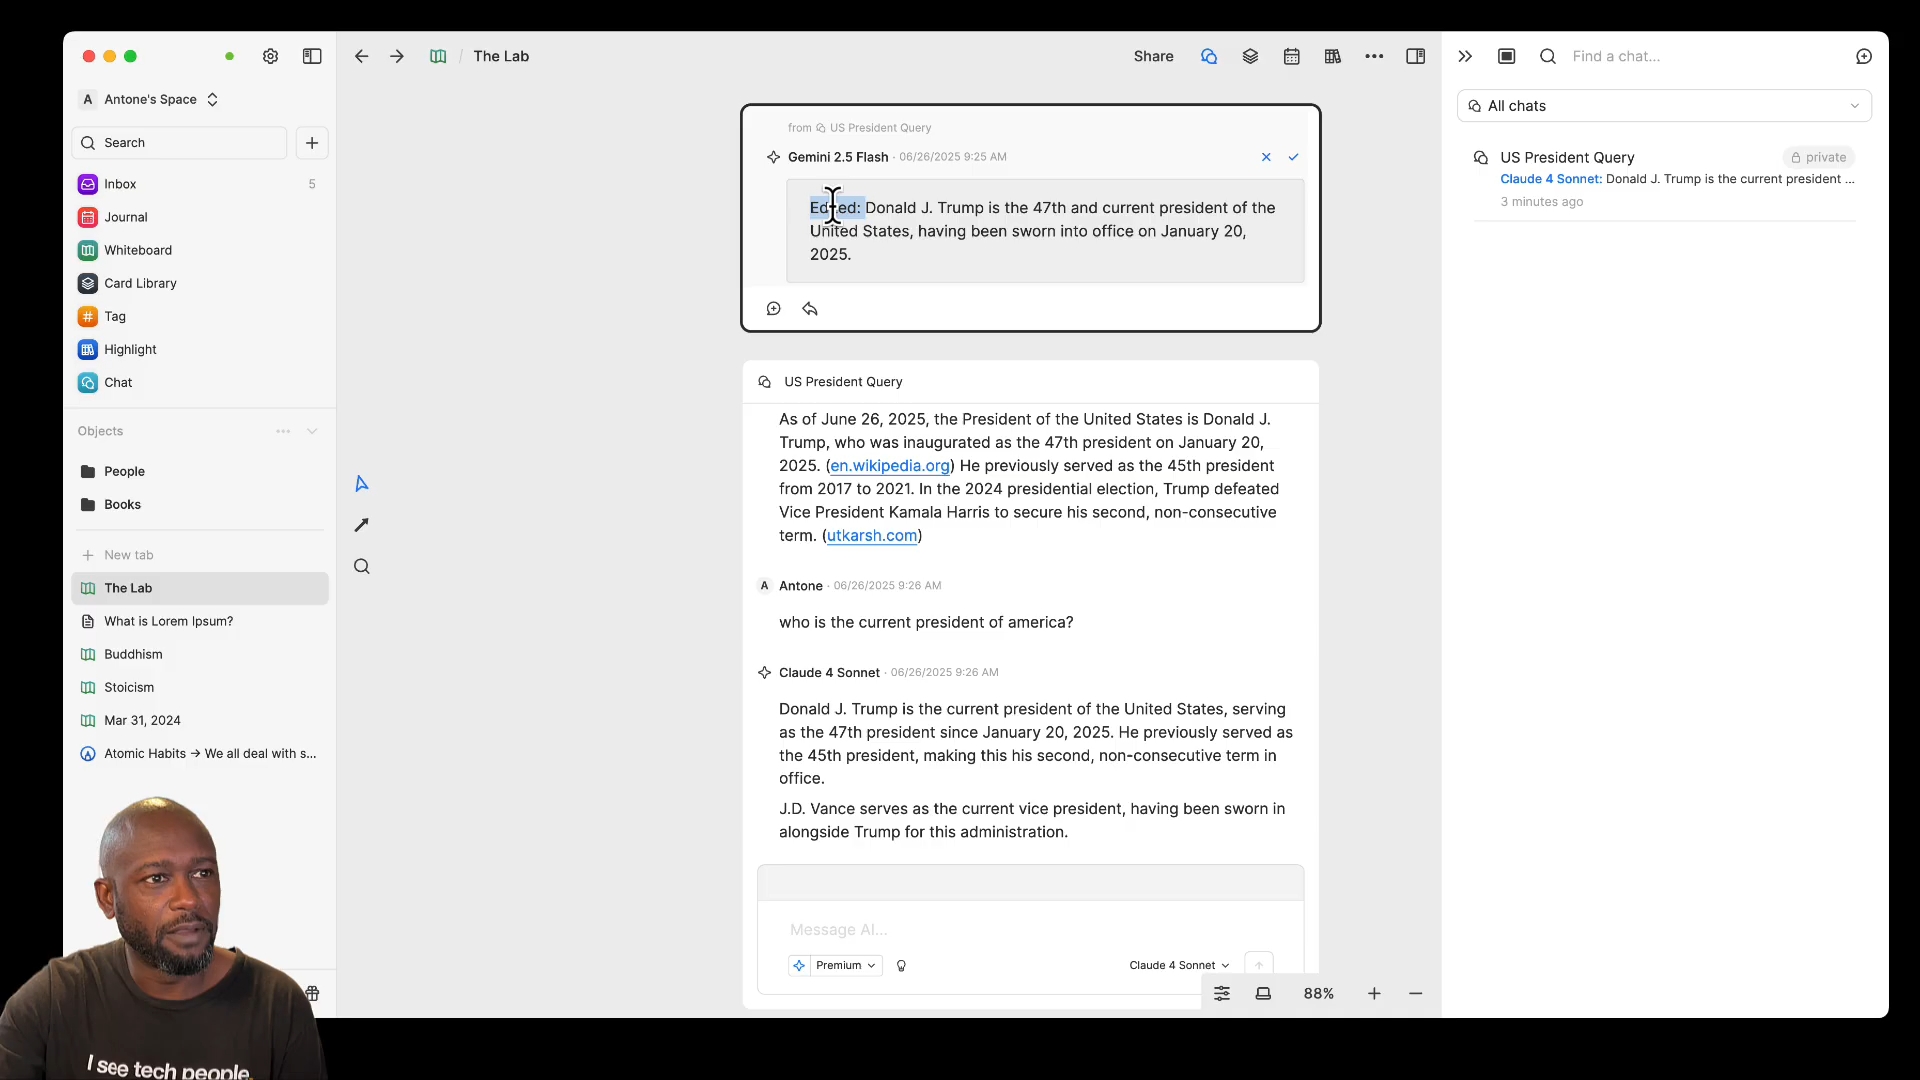 The Lab
Share
Find a chat...
A Antone's Space
Search
Inbox 5
Journal
Whiteboard
Card Library
Tag
Highlight
Chat
Objects
People
Books
New tab
The Lab
What is Lorem Ipsum?
Buddhism
Stoicism
Mar 31, 2024
Atomic Habits → We all deal with s...
from US President Query
Gemini 2.5 Flash · 06/26/2025 9:25 AM
Edited: Donald J. Trump is the 47th and current president of the
United States, having been sworn into office on January 20,
2025.
US President Query
As of June 26, 2025, the President of the United States is Donald J.
Trump, who was inaugurated as the 47th president on January 20,
2025. (en.wikipedia.org) He previously served as the 45th president
from 2017 to 2021. In the 2024 presidential election, Trump defeated
Vice President Kamala Harris to secure his second, non-consecutive
term. (utkarsh.com)
A Antone · 06/26/2025 9:26 AM
who is the current president of america?
Claude 4 Sonnet · 06/26/2025 9:26 AM
Donald J. Trump is the current president of the United States, serving
as the 47th president since January 20, 2025. He previously served as
the 45th president, making this his second, non-consecutive term in
office.
J.D. Vance serves as the current vice president, having been sworn in
alongside Trump for this administration.
Message AI...
Premium
Claude 4 Sonnet
88%
All chats
US President Query
private
Claude 4 Sonnet: Donald J. Trump is the current president ...
3 minutes ago
I see tech people.